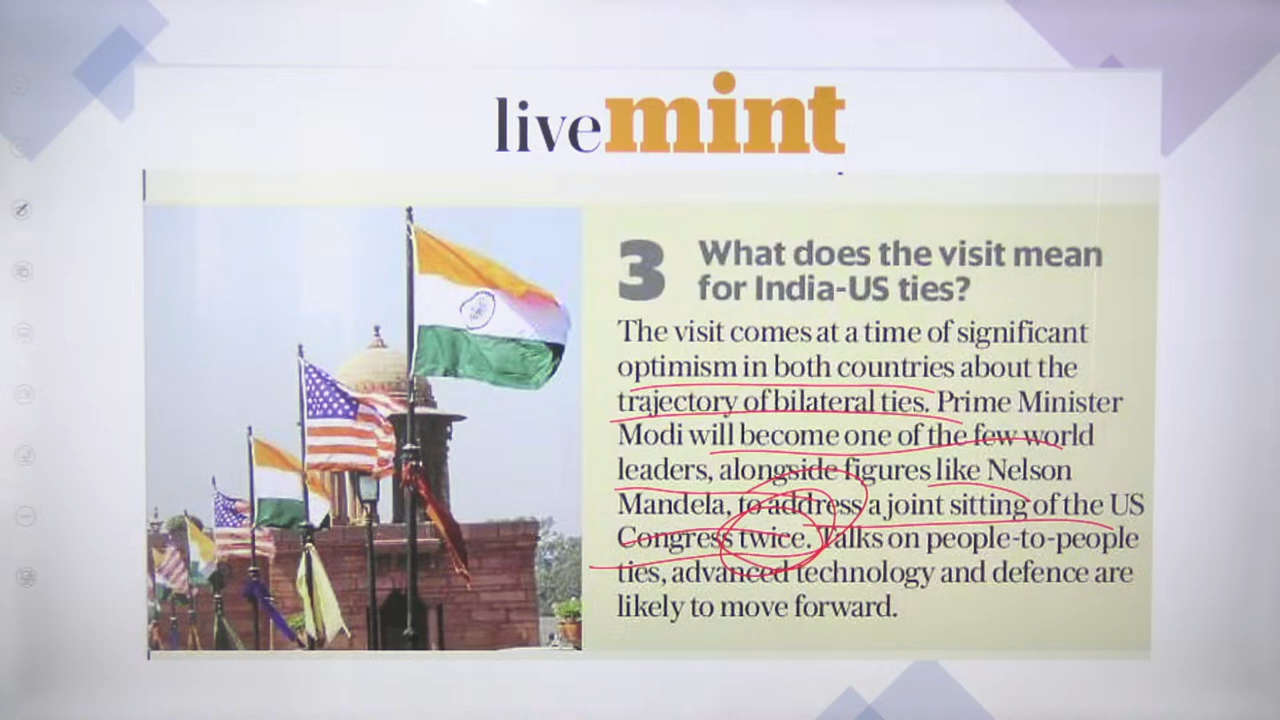 livemint
3 What does the visit mean
for India-US ties?
The visit comes at a time of significant
optimism in both countries about the
trajectory of bilateral ties. Prime Minister
Modi will become one of the few world
leaders, alongside figures like Nelson
Mandela, to address a joint sitting of the US
Congress twice. Talks on people-to-people
ties, advanced technology and defence are
likely to move forward.